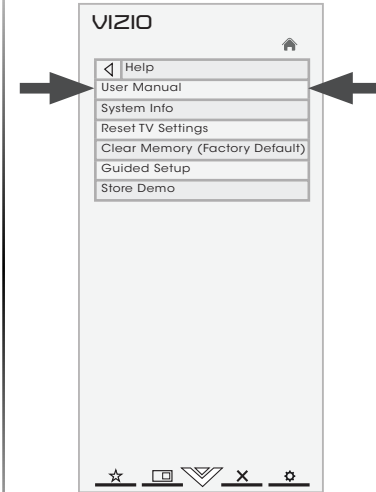 VIZIO
Help
User Manual
System Info
Reset TV Settings
Clear Memory (Factory Default)
Guided Setup
Store Demo